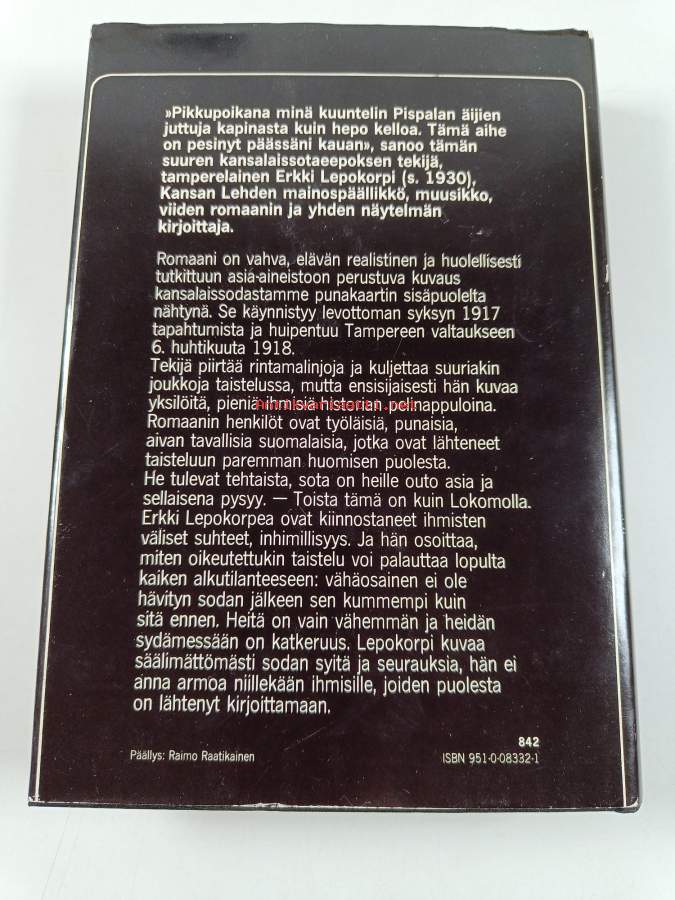 »Pikkupoikana minä kuuntelin Pispalan äijien
juttuja kapinasta kuin hepo kelloa. Tämä aihe
on pesinyt päässäni kauan», sanoo tämän
suuren kansalaissotaeepoksen tekijä,
tamperelainen Erkki Lepokorpi (s. 1930),
Kansan Lehden mainospäällikkö, muusikko,
viiden romaanin ja yhden näytelmän
kirjoittaja.
Romaani on vahva, elävän realistinen ja huolellisesti
tutkittuun asia-aineistoon perustuva kuvaus
kansalaissodastamme punakaartin sisäpuolelta
nähtynä. Se käynnistyy levottoman syksyn 1917
tapahtumista ja huipentuu Tampereen valtaukseen
6. huhtikuuta 1918.
Tekijä piirtää rintamalinjoja ja kuljettaa suuriakin
joukkoja taistelussa, mutta ensisijaisesti hän kuvaa
yksilöitä, pieniä ihmisiä historian pelinappuloina.
Romaanin henkilöt ovat työläisiä, punaisia,
aivan tavallisia suomalaisia, jotka ovat lähteneet
taisteluun paremman huomisen puolesta.
He tulevat tehtaista, sota on heille outo asia ja
sellaisena pysyy. — Toista tämä on kuin Lokomolla.
Erkki Lepokorpea ovat kiinnostaneet ihmisten
väliset suhteet, inhimillisyys. Ja hän osoittaa,
miten oikeutettukin taistelu voi palauttaa lopulta
kaiken alkutilanteeseen: vähäosainen ei ole
hävityn sodan jälkeen sen kummempi kuin
sitä ennen. Heitä on vain vähemmän ja heidän
sydämessään on katkeruus. Lepokorpi kuvaa
säälimättömästi sodan syitä ja seurauksia, hän ei
anna armoa niillekään ihmisille, joiden puolesta
on lähtenyt kirjoittamaan.
842
Päällys: Raimo Raatikainen
ISBN 951-0-08332-1